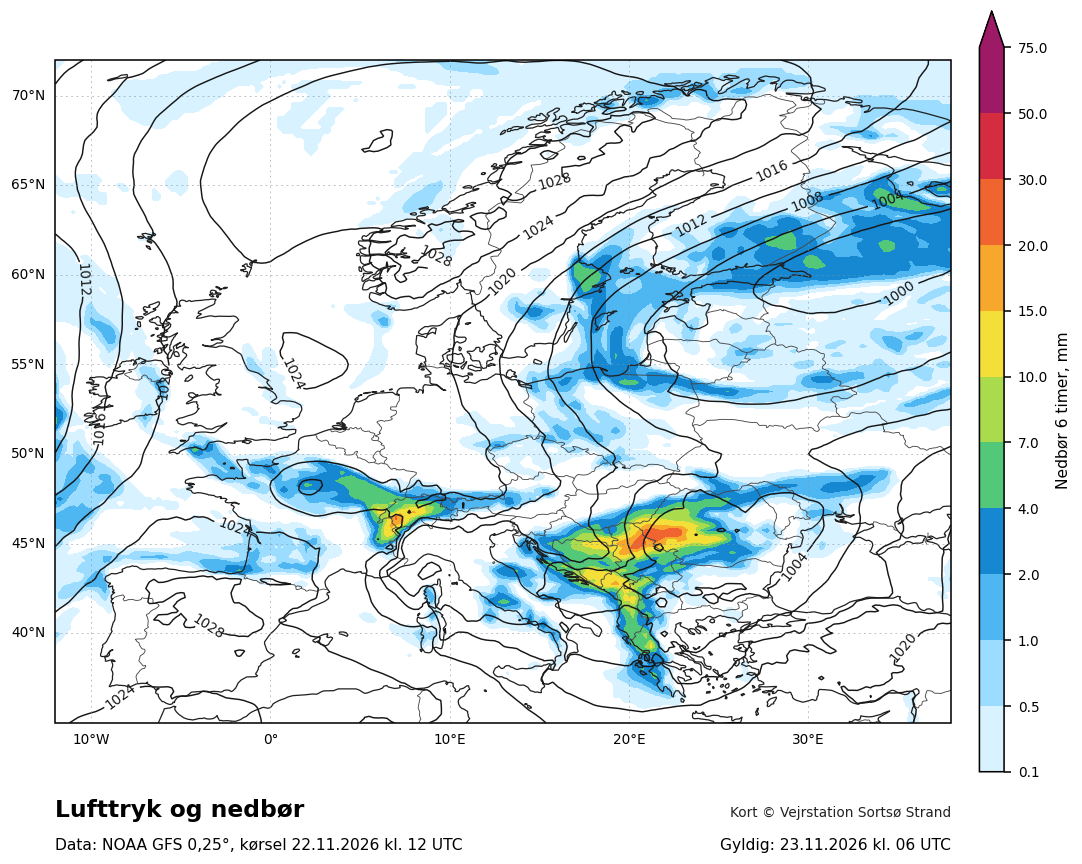 75.0
50.0
30.0
20.0
15.0
10.0
7.0
4.0
2.0
1.0
0.5
0.1
Nedbør 6 timer, mm
70°N
65°N
60°N
55°N
50°N
45°N
40°N
10°W
0°
10°E
20°E
30°E
1028
1016
1008
1004
1024
1012
1028
1020
1012
1000
1024
1016
1024
1004
1028
1020
1024
Lufttryk og nedbør
Kort © Vejrstation Sortsø Strand
Data: NOAA GFS 0,25°, kørsel 22.11.2026 kl. 12 UTC
Gyldig: 23.11.2026 kl. 06 UTC